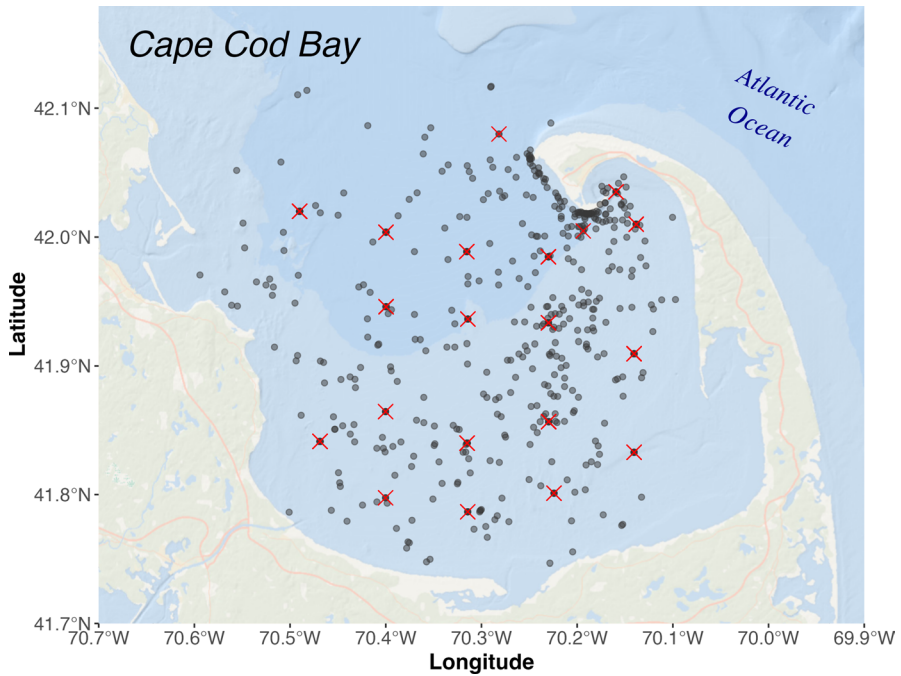 Cape Cod Bay
Atlantic
Ocean
42.1°N
42.0°N
41.9°N
41.8°N
41.7°N
Latitude
70.7°W 70.6°W 70.5°W 70.4°W 70.3°W 70.2°W 70.1°W 70.0°W 69.9°W
Longitude